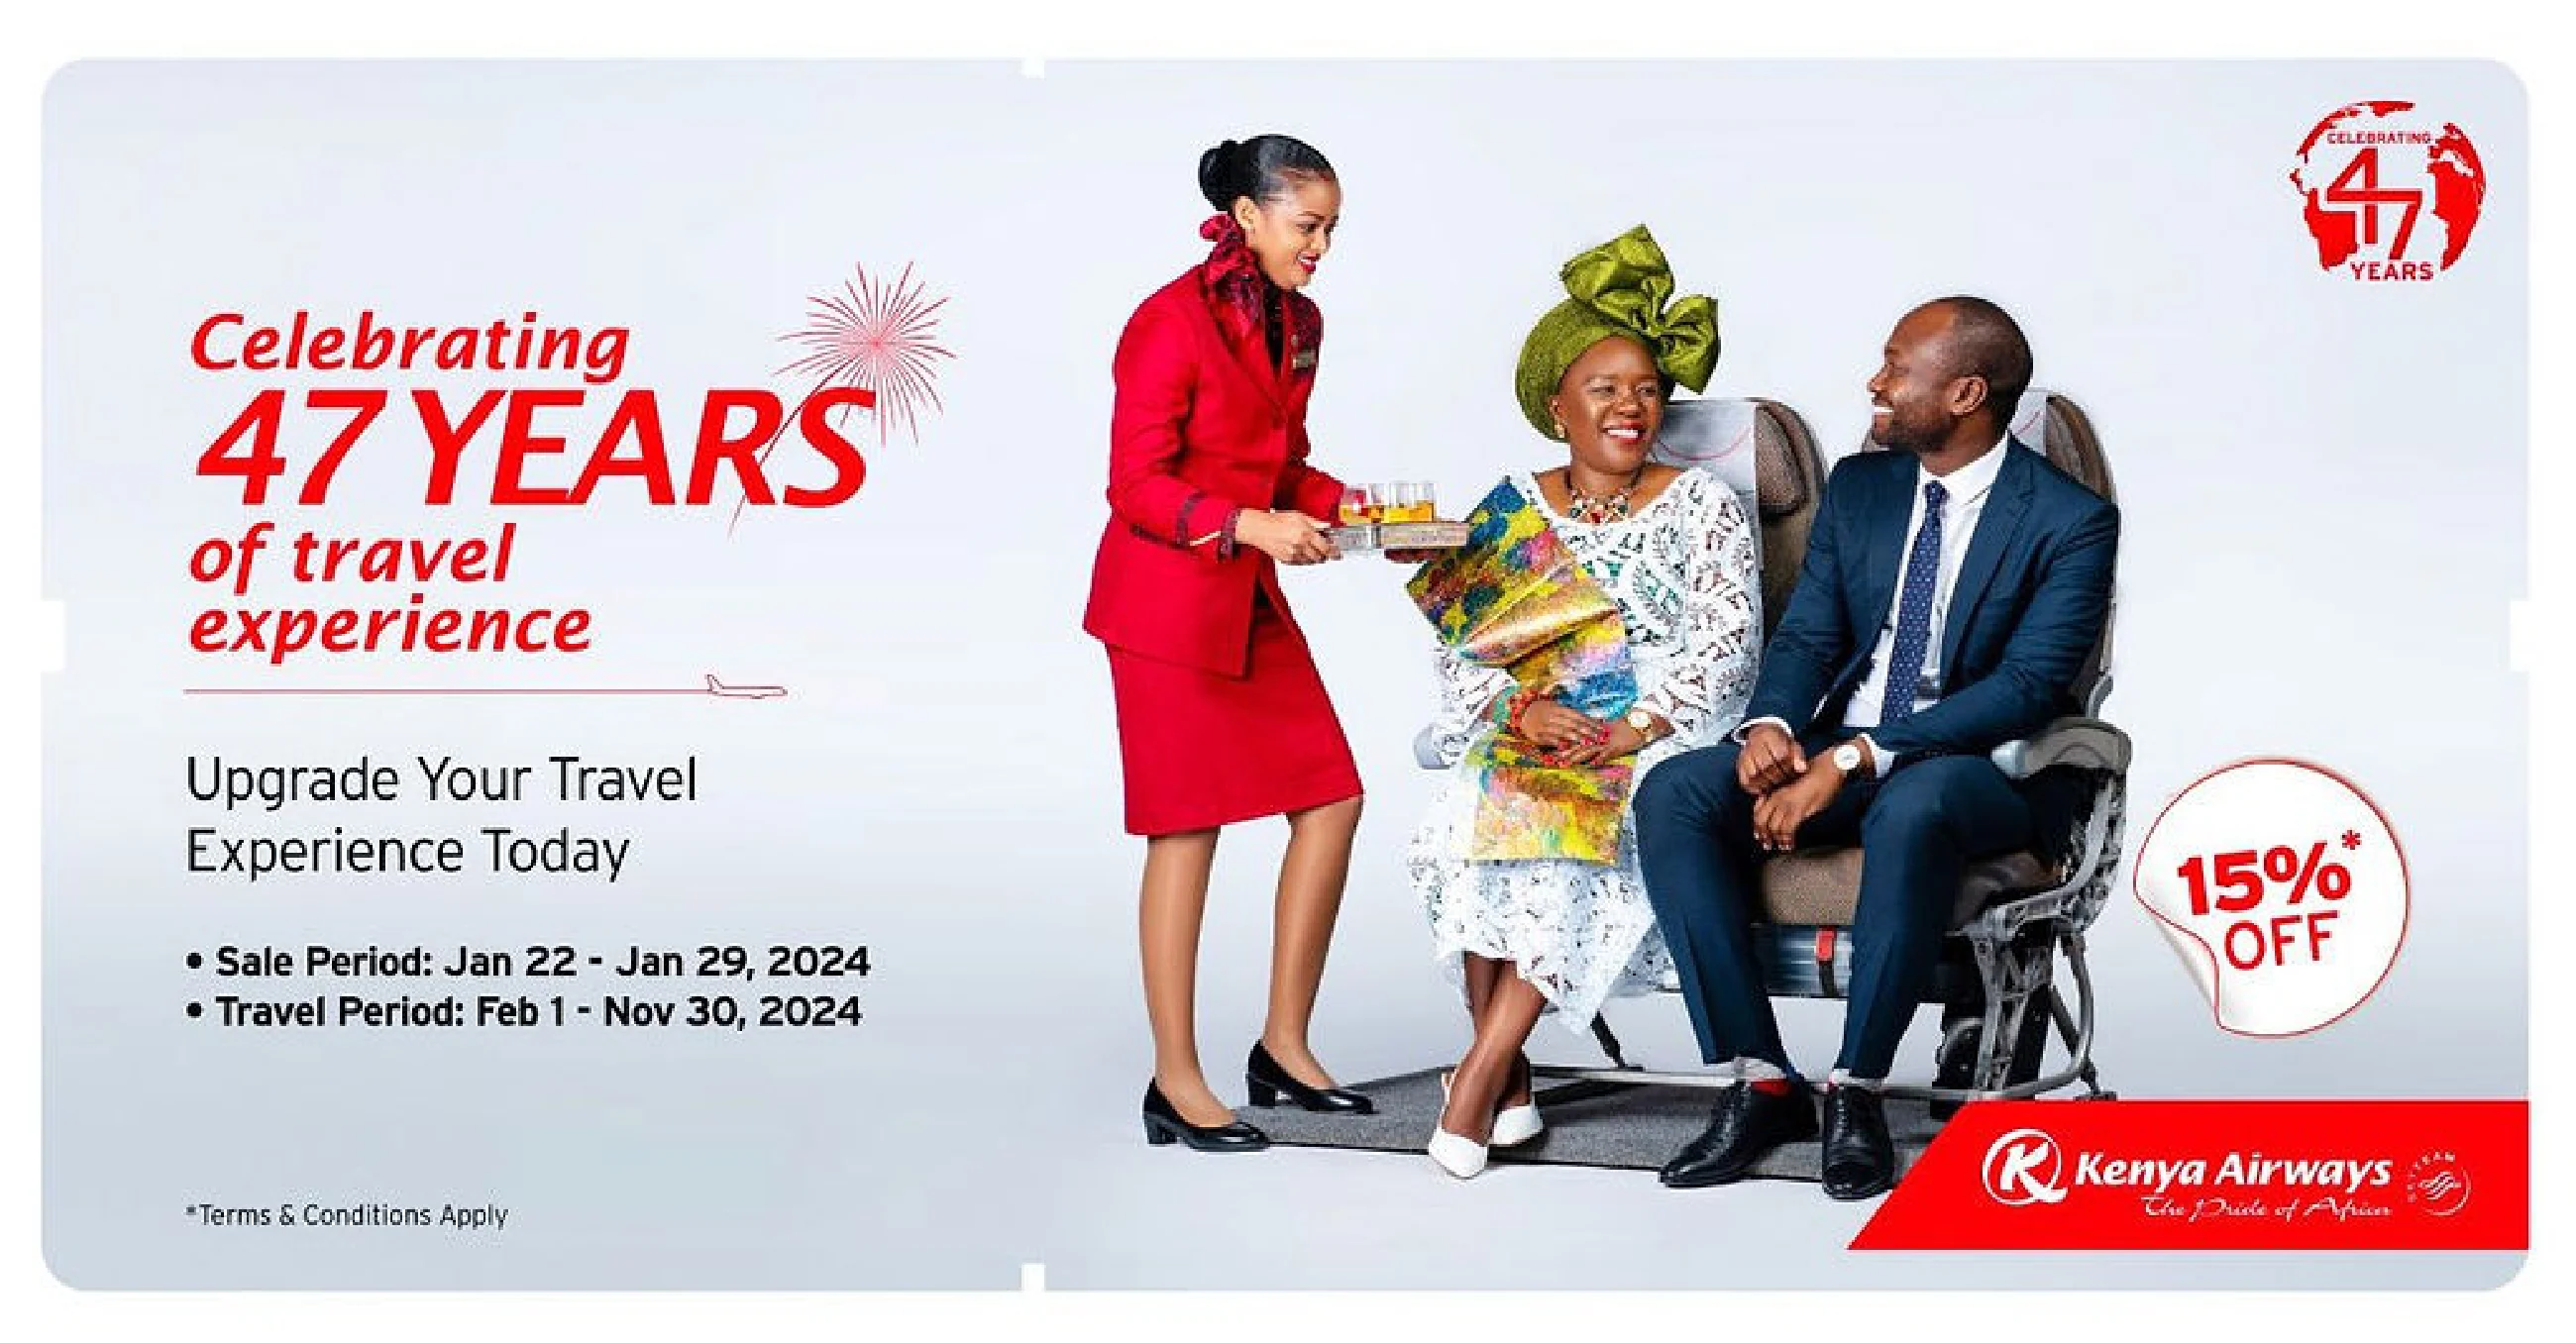 Celebrating
47 YEARS
of travel
experience
Upgrade Your Travel
Experience Today
• Sale Period: Jan 22 - Jan 29, 2024
• Travel Period: Feb 1 - Nov 30, 2024
*Terms & Conditions Apply
CELEBRATING
47
YEARS
15%*
OFF
Kenya Airways
The Pride of Africa
SKYTEAM